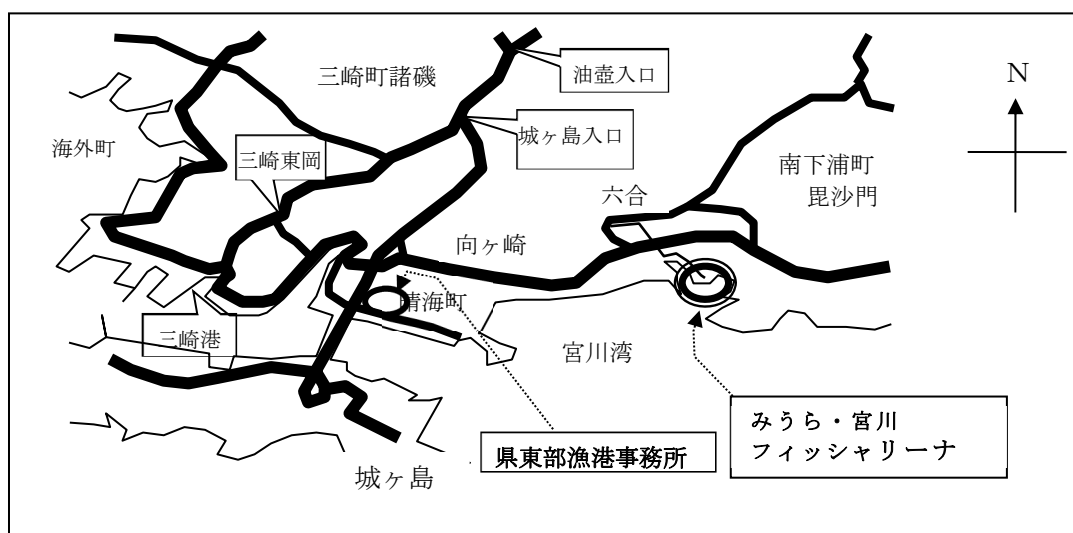 油壺入口
三崎町諸磯
N
城ヶ島入口
海外町
三崎東岡
南下浦町
毘沙門
六合
向ヶ崎
晴海町
三崎港
宮川湾
みうら・宮川
フィッシャリーナ
県東部漁港事務所
城ヶ島